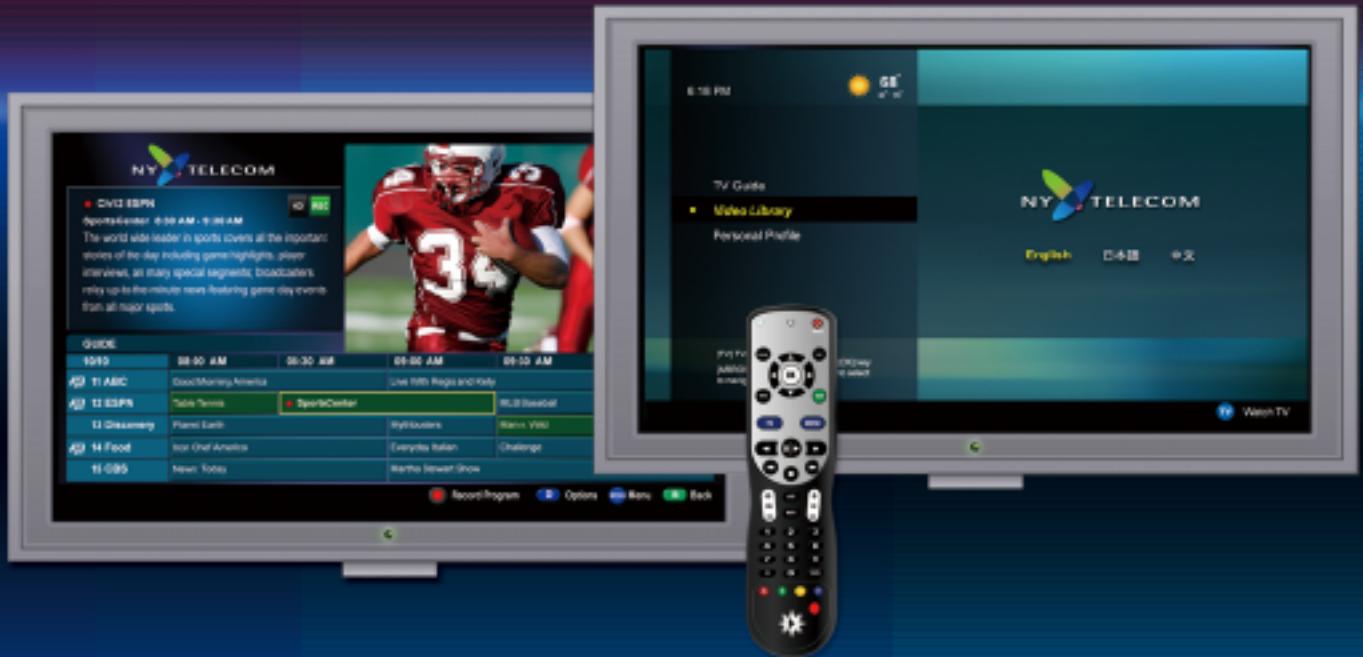 NY TELECOM
CH12 ESPN
HD REC
SportsCenter 8:30 AM - 9:30 AM
The world wide leader in sports covers all the important
stories of the day including game highlights, player
interviews, an many special segments; broadcasters
relay up-to-the minute news featuring game day events
from all major sports.
34
GUIDE
10/10 08:00 AM 08:30 AM 09:00 AM 09:30 AM
11 ABC Good Morning America Live With Regis and Kelly
12 ESPN Table Tennis SportsCenter MLB Baseball
13 Discovery Planet Earth Mythbusters Man v. Wild
14 Food Iron Chef America Everyday Italian Challenge
15 CBS News Today Martha Stewart Show
Record Program Options Menu Back
6:18 PM 68°
TV Guide
Video Library
Personal Profile
NY TELECOM
English 日本語 中文
TV Watch TV